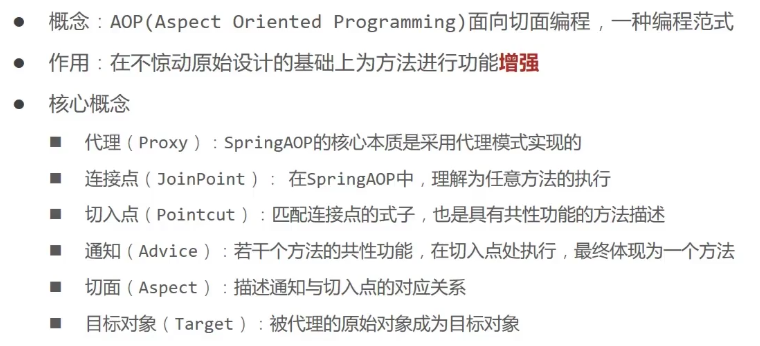 ● 概念：AOP(Aspect Oriented Programming)面向切面编程，一种编程范式
● 作用：在不惊动原始设计的基础上为方法进行功能增强
● 核心概念
■ 代理（Proxy）：SpringAOP的核心本质是采用代理模式实现的
■ 连接点（JoinPoint）： 在SpringAOP中，理解为任意方法的执行
■ 切入点（Pointcut）：匹配连接点的式子，也是具有共性功能的方法描述
■ 通知（Advice）：若干个方法的共性功能，在切入点处执行，最终体现为一个方法
■ 切面（Aspect）：描述通知与切入点的对应关系
■ 目标对象（Target）：被代理的原始对象成为目标对象